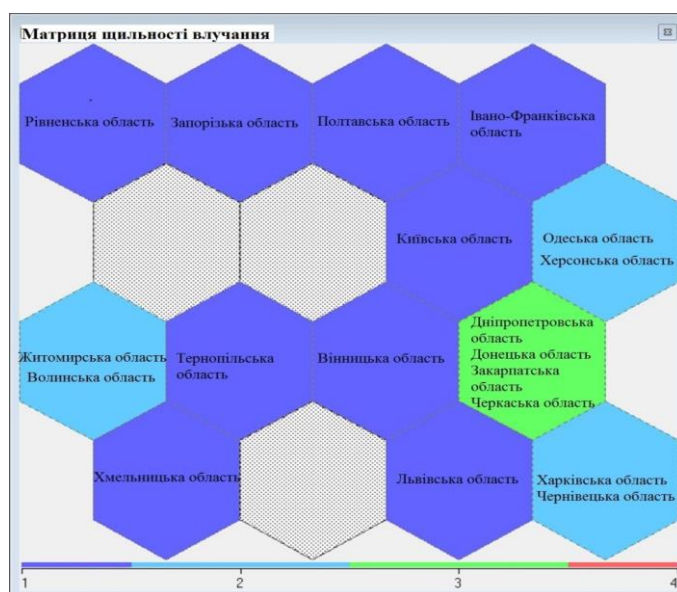 Матриця щильності влучання
Рівненська область
Запорізька область
Полтавська область
Івано-Франківська
область
Київська область
Одеська область
Херсонська область
Житомирська область
Волинська область
Тернопільська
область
Вінницька область
Дніпропетровська
область
Донецька область
Закарпатська
область
Черкаська область
Хмельницька область
Львівська область
Харківська область
Чернівецька область
1 2 3 4